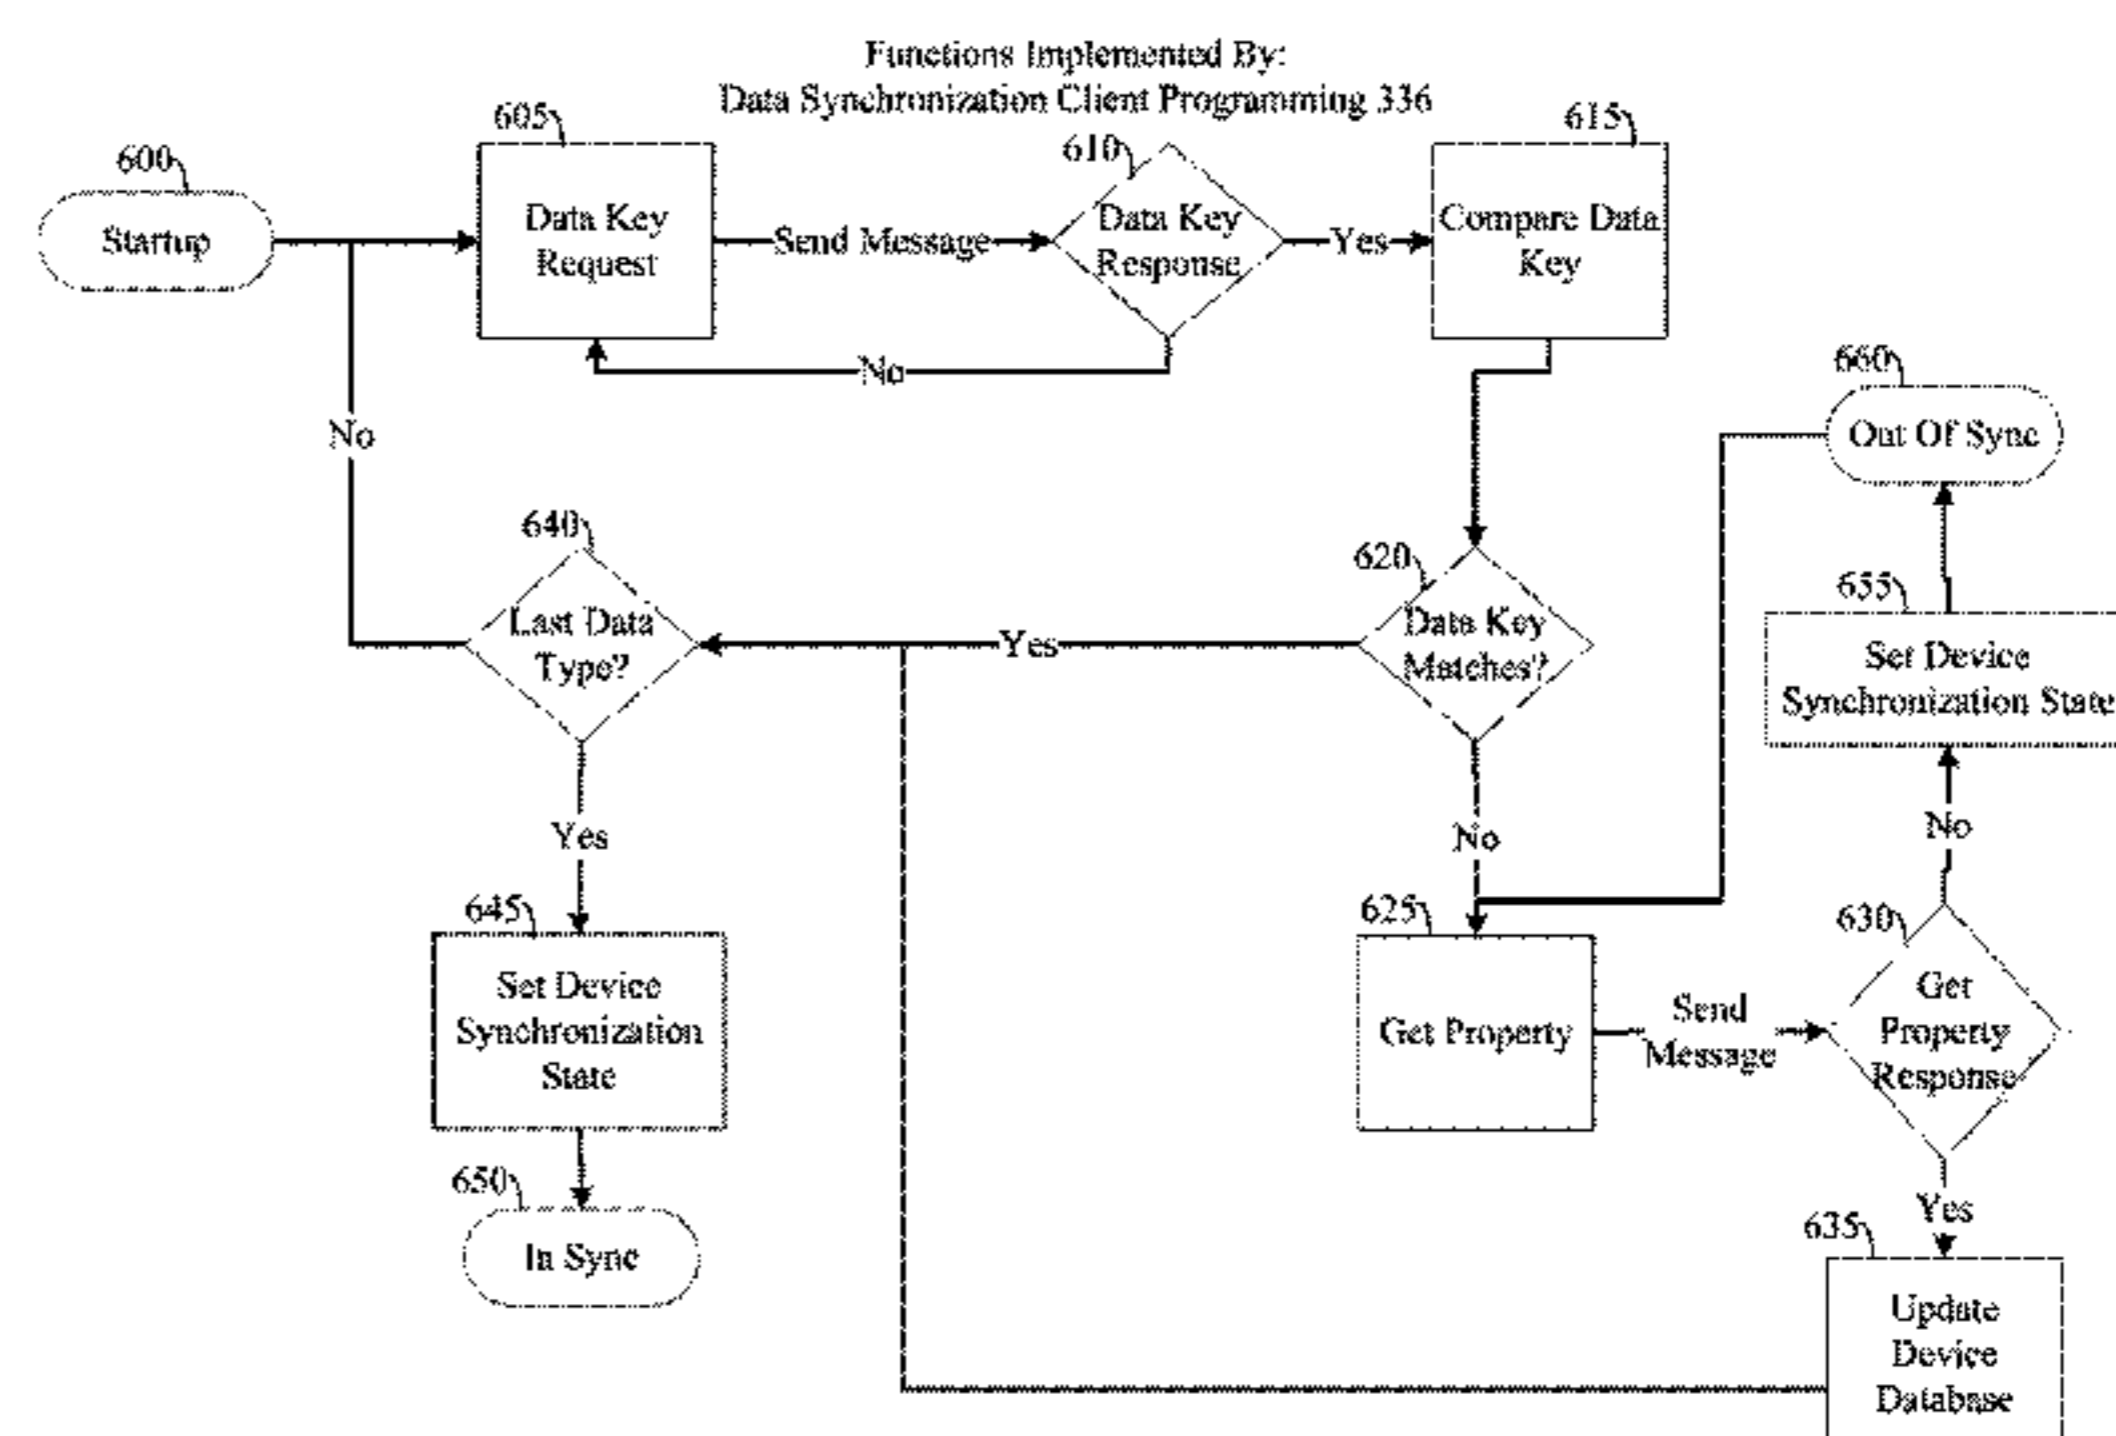 Functions Implemented By:
Data Synchronization Client Programming 336
600
Startup
605
Data Key
Request
Send Message
610
Data Key
Response
Yes
615
Compare Data
Key
No
No
660
Out Of Sync
640
Last Data
Type?
Yes
620
Data Key
Matches?
655
Set Device
Synchronization State
Yes
No
No
645
Set Device
Synchronization
State
625
Get Property
Send
Message
630
Get
Property
Response
650
In Sync
Yes
635
Update
Device
Database